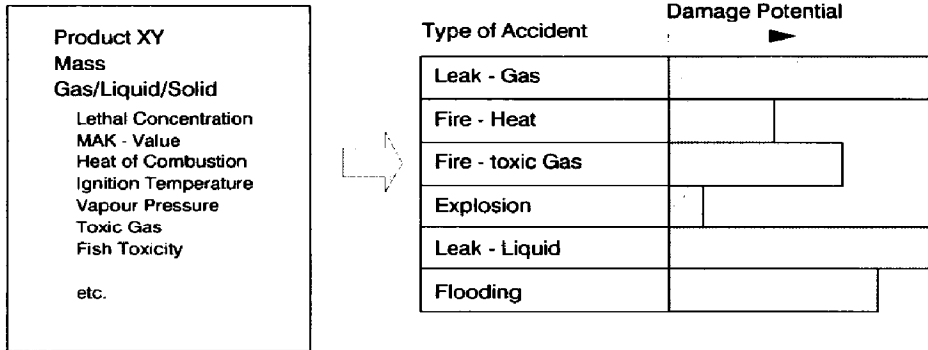 Product XY
Mass
Gas/Liquid/Solid
Lethal Concentration
MAK - Value
Heat of Combustion
Ignition Temperature
Vapour Pressure
Toxic Gas
Fish Toxicity
etc.
Type of Accident
Damage Potential
Leak - Gas
Fire - Heat
Fire - toxic Gas
Explosion
Leak - Liquid
Flooding